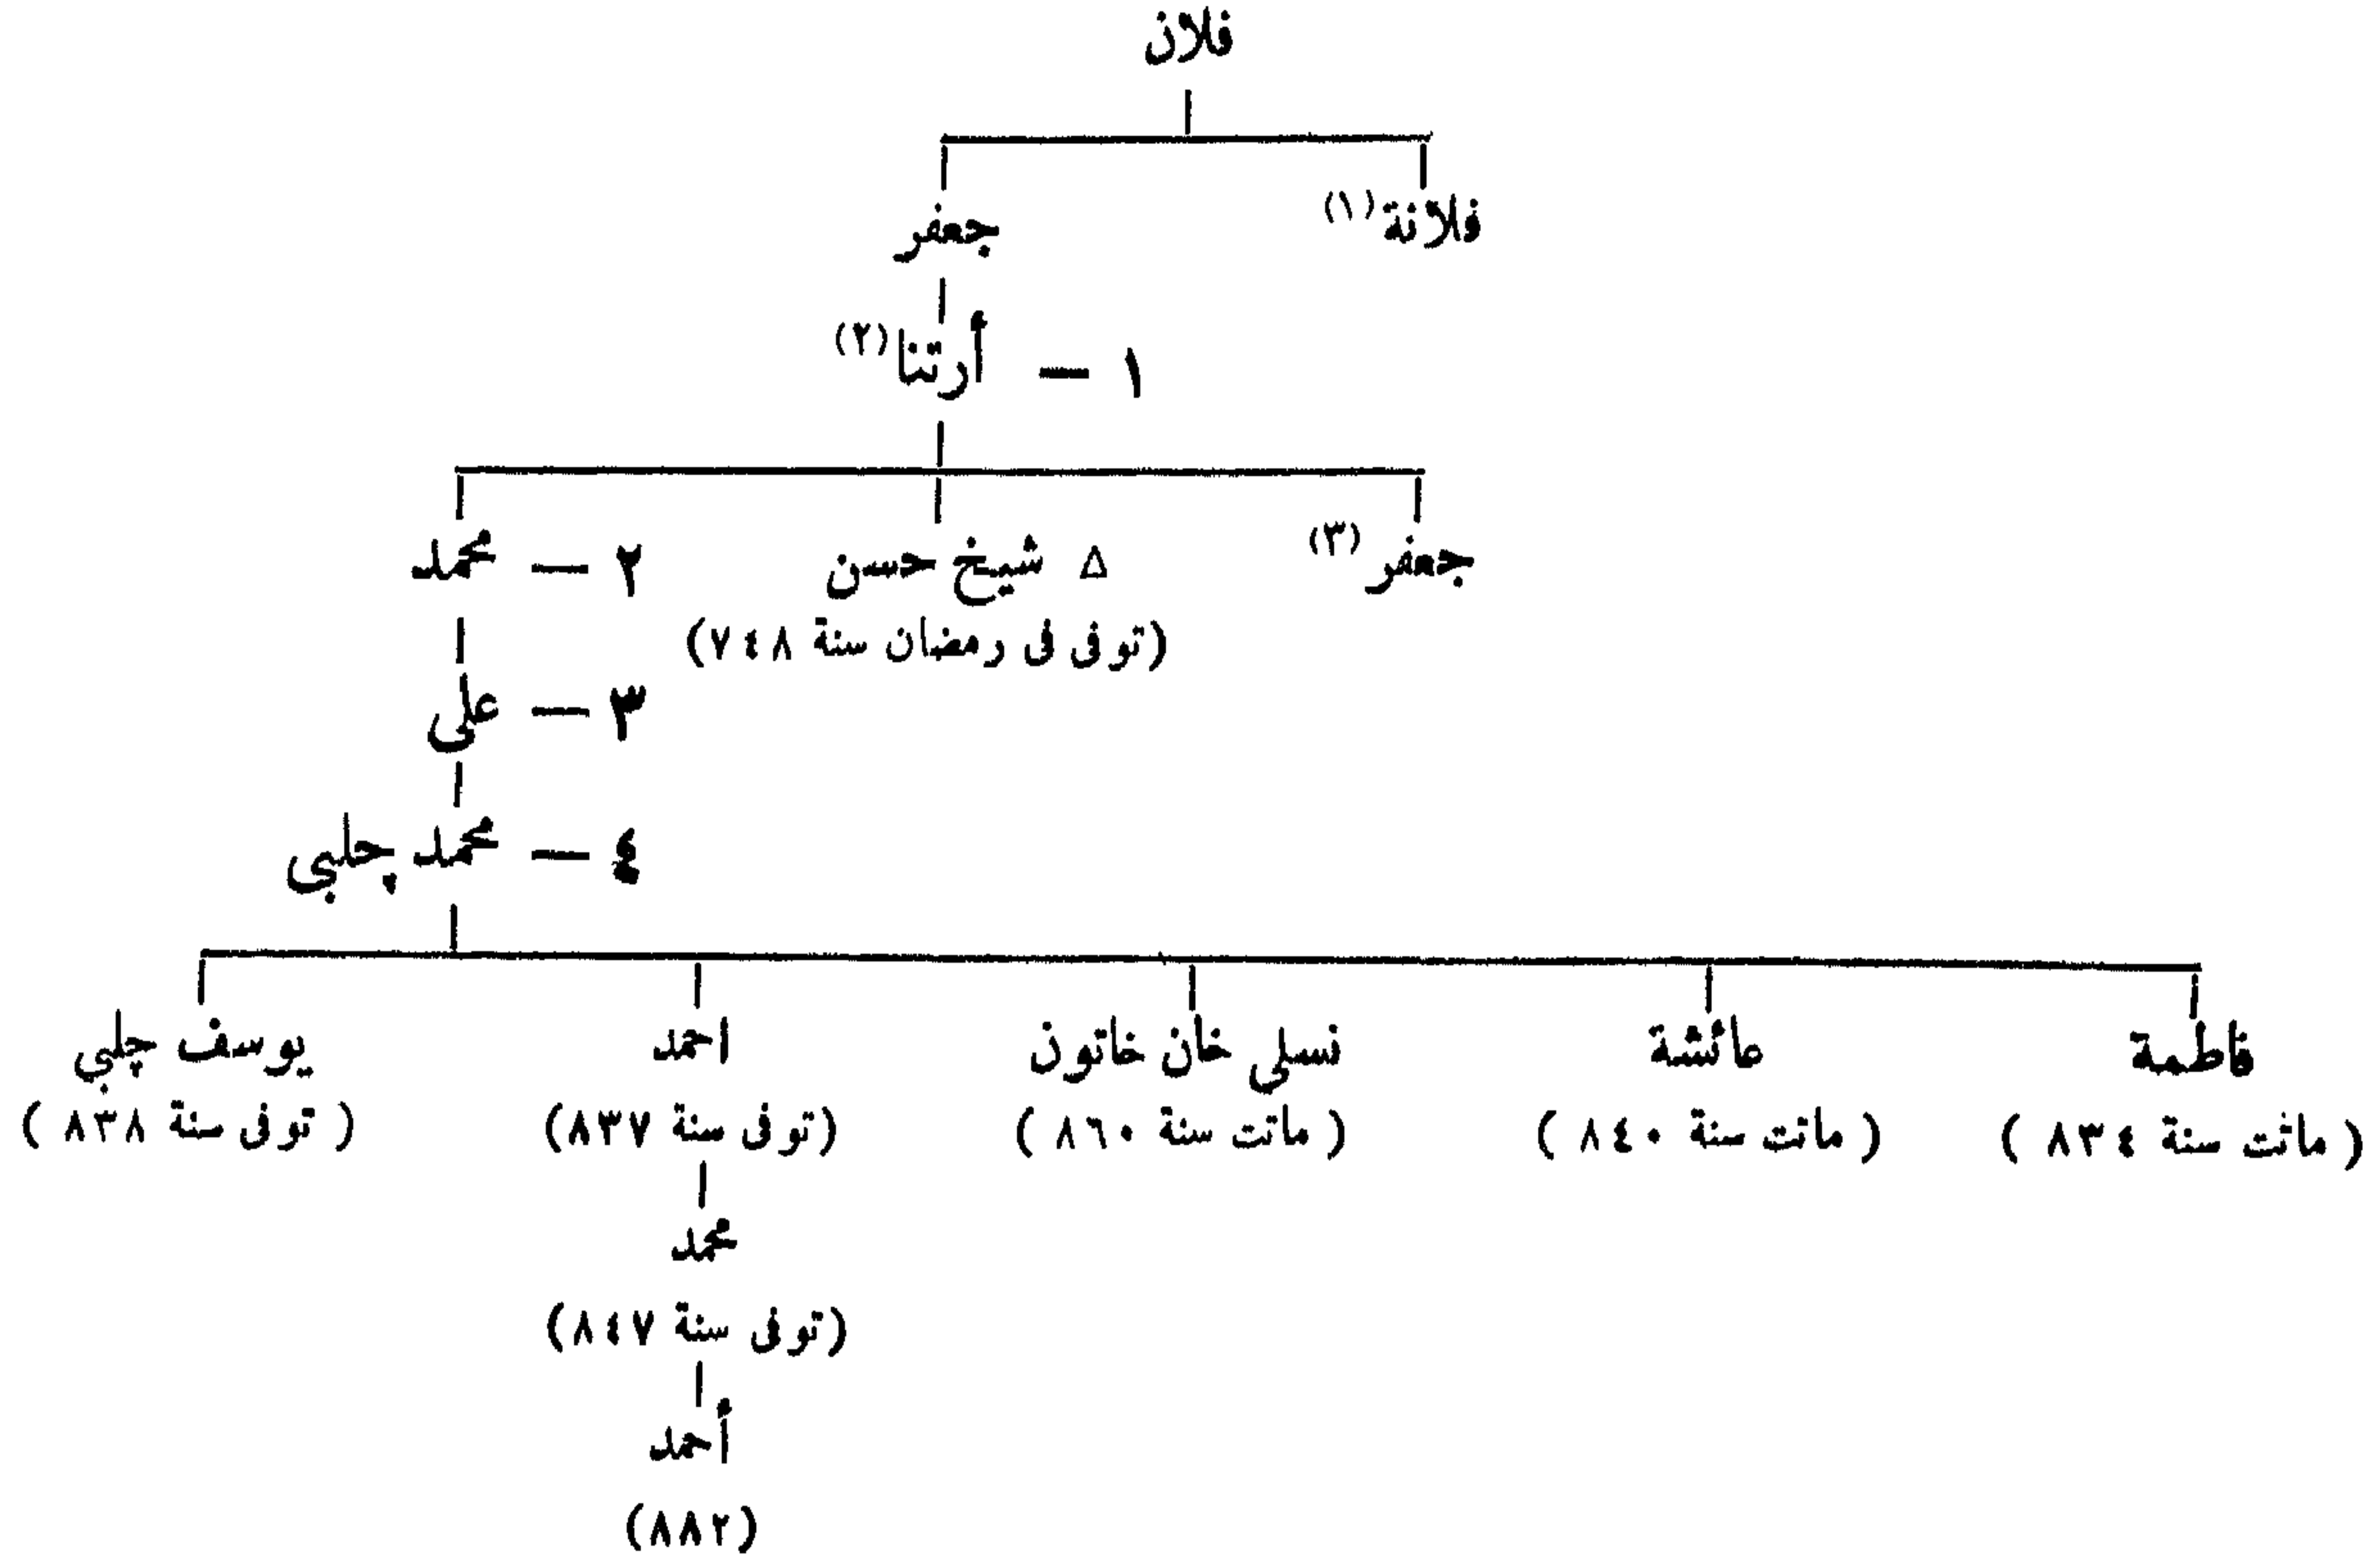 فلان
فلانة (١)
جعفر
١ — أرتنا (٢)
جعفر (٣)
△ شيخ حسن
٢ — محمد
(توفى فى رمضان سنة ٧٤٨)
٣ — على
٤ — محمد چلبي
فاطمة
عائشة
نسلي خان خاتون
احمد
يوسف چلبي
(ماتت سنة ٨٣٤)
(ماتت سنة ٨٤٠)
(ماتت سنة ٨٦٠)
(توفى سنة ٨٣٧)
(توفى سنة ٨٣٨)
محمد
(توفى سنة ٨٤٧)
أحمد
(٨٨٢)